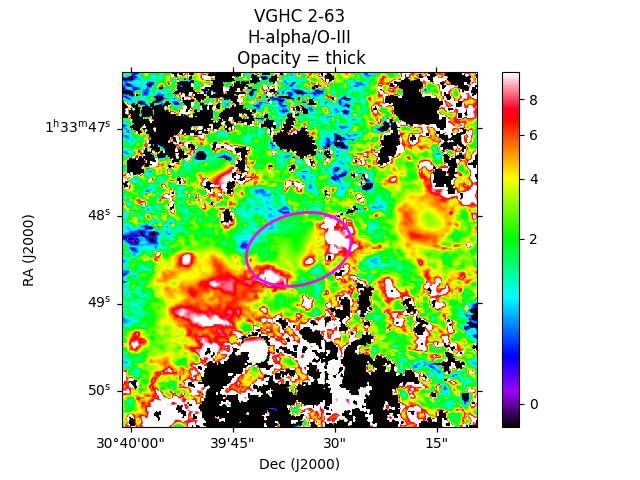 VGHC 2-63
H-alpha/O-III
Opacity = thick
1ʰ33ᵐ47ˢ
48ˢ
49ˢ
50ˢ
RA (J2000)
30°40'00"
39'45"
30"
15"
Dec (J2000)
8
6
4
2
0